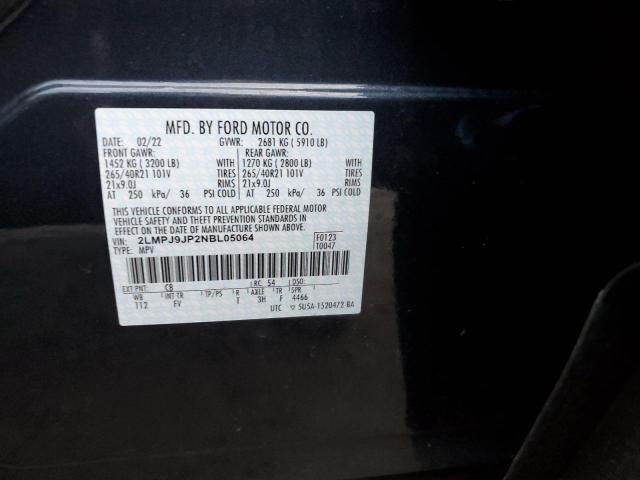 MFD. BY FORD MOTOR CO.
DATE: 02/22 GVWR: 2681 KG ( 5910 LB)
FRONT GAWR: REAR GAWR:
1452 KG ( 3200 LB) WITH 1270 KG ( 2800 LB) WITH
265/40R21 101V TIRES 265/40R21 101V TIRES
21x9.0J RIMS 21x9.0J RIMS
AT 250 kPa/ 36 PSI COLD AT 250 kPa/ 36 PSI COLD
THIS VEHICLE CONFORMS TO ALL APPLICABLE FEDERAL MOTOR
VEHICLE SAFETY AND THEFT PREVENTION STANDARDS IN
EFFECT ON THE DATE OF MANUFACTURE SHOWN ABOVE.
VIN: 2LMPJ9JP2NBL05064 F0123
TYPE: MPV T0047
EXT PNT: CB RC: 54 DSO:
WB INT TR TP/PS R AXLE TR SPR
112 EV T 3H F 4466
UTC ▽ 5U5A-1520472-BA